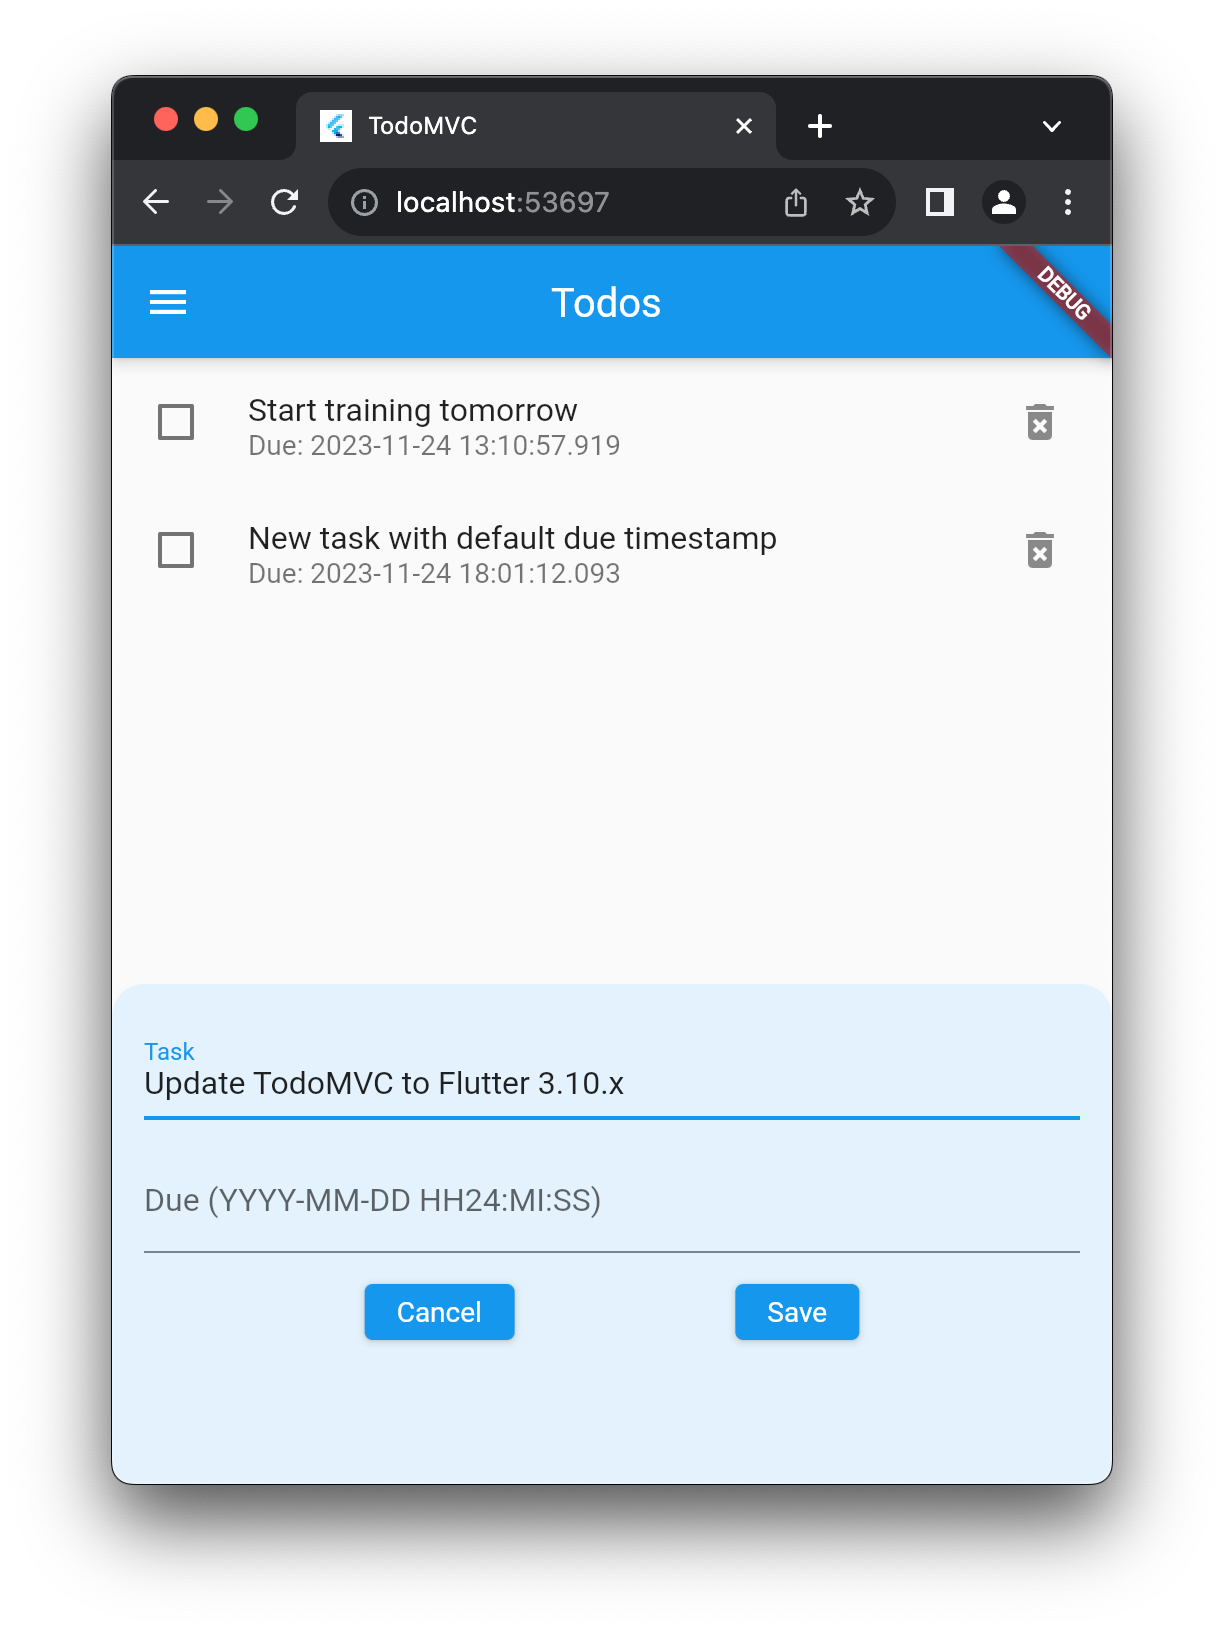 TodoMVC
localhost:53697
Todos
DEBUG
Start training tomorrow
Due: 2023-11-24 13:10:57.919
New task with default due timestamp
Due: 2023-11-24 18:01:12.093
Task
Update TodoMVC to Flutter 3.10.x
Due (YYYY-MM-DD HH24:MI:SS)
Cancel
Save